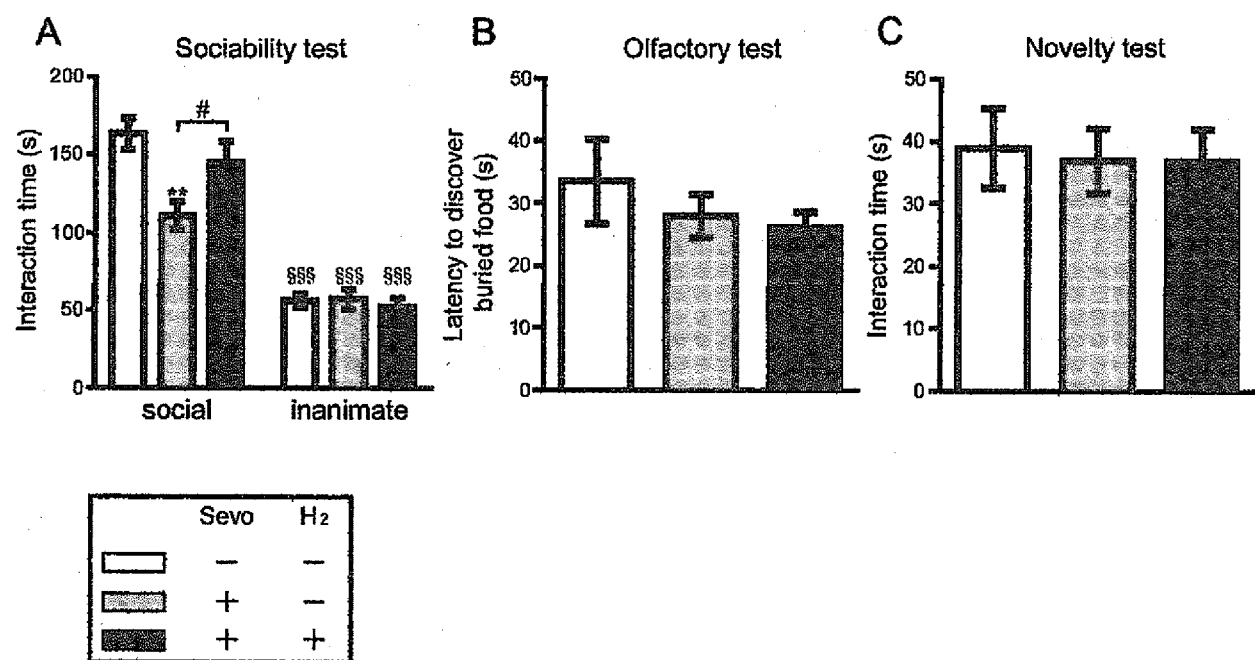 A
Sociability test
Interaction time (s)
200
150
100
50
0
#
**
§§§ §§§ §§§
social inanimate
B
Olfactory test
Latency to discover
buried food (s)
50
40
30
20
10
0
C
Novelty test
Interaction time (s)
50
40
30
20
10
0
Sevo H₂
− −
+ −
+ +